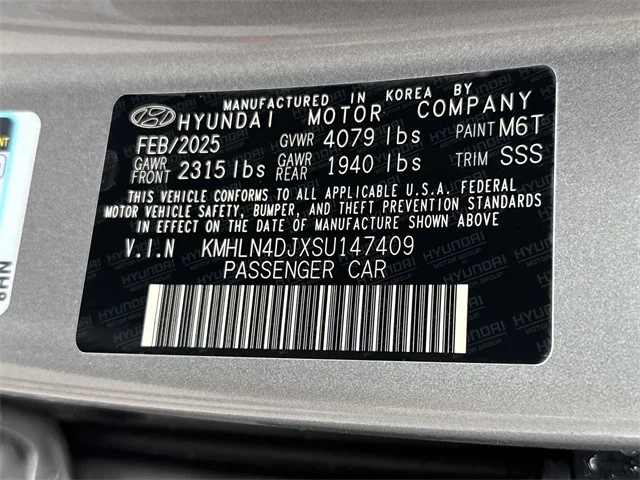 MANUFACTURED IN KOREA BY
HYUNDAI MOTOR COMPANY
FEB/2025 GVWR 4079 lbs PAINT M6T
GAWR FRONT 2315 lbs GAWR REAR 1940 lbs TRIM SSS
THIS VEHICLE CONFORMS TO ALL APPLICABLE U.S.A. FEDERAL
MOTOR VEHICLE SAFETY, BUMPER, AND THEFT PREVENTION STANDARDS
IN EFFECT ON THE DATE OF MANUFACTURE SHOWN ABOVE.
V.I.N KMHLN4DJXSU147409
PASSENGER CAR